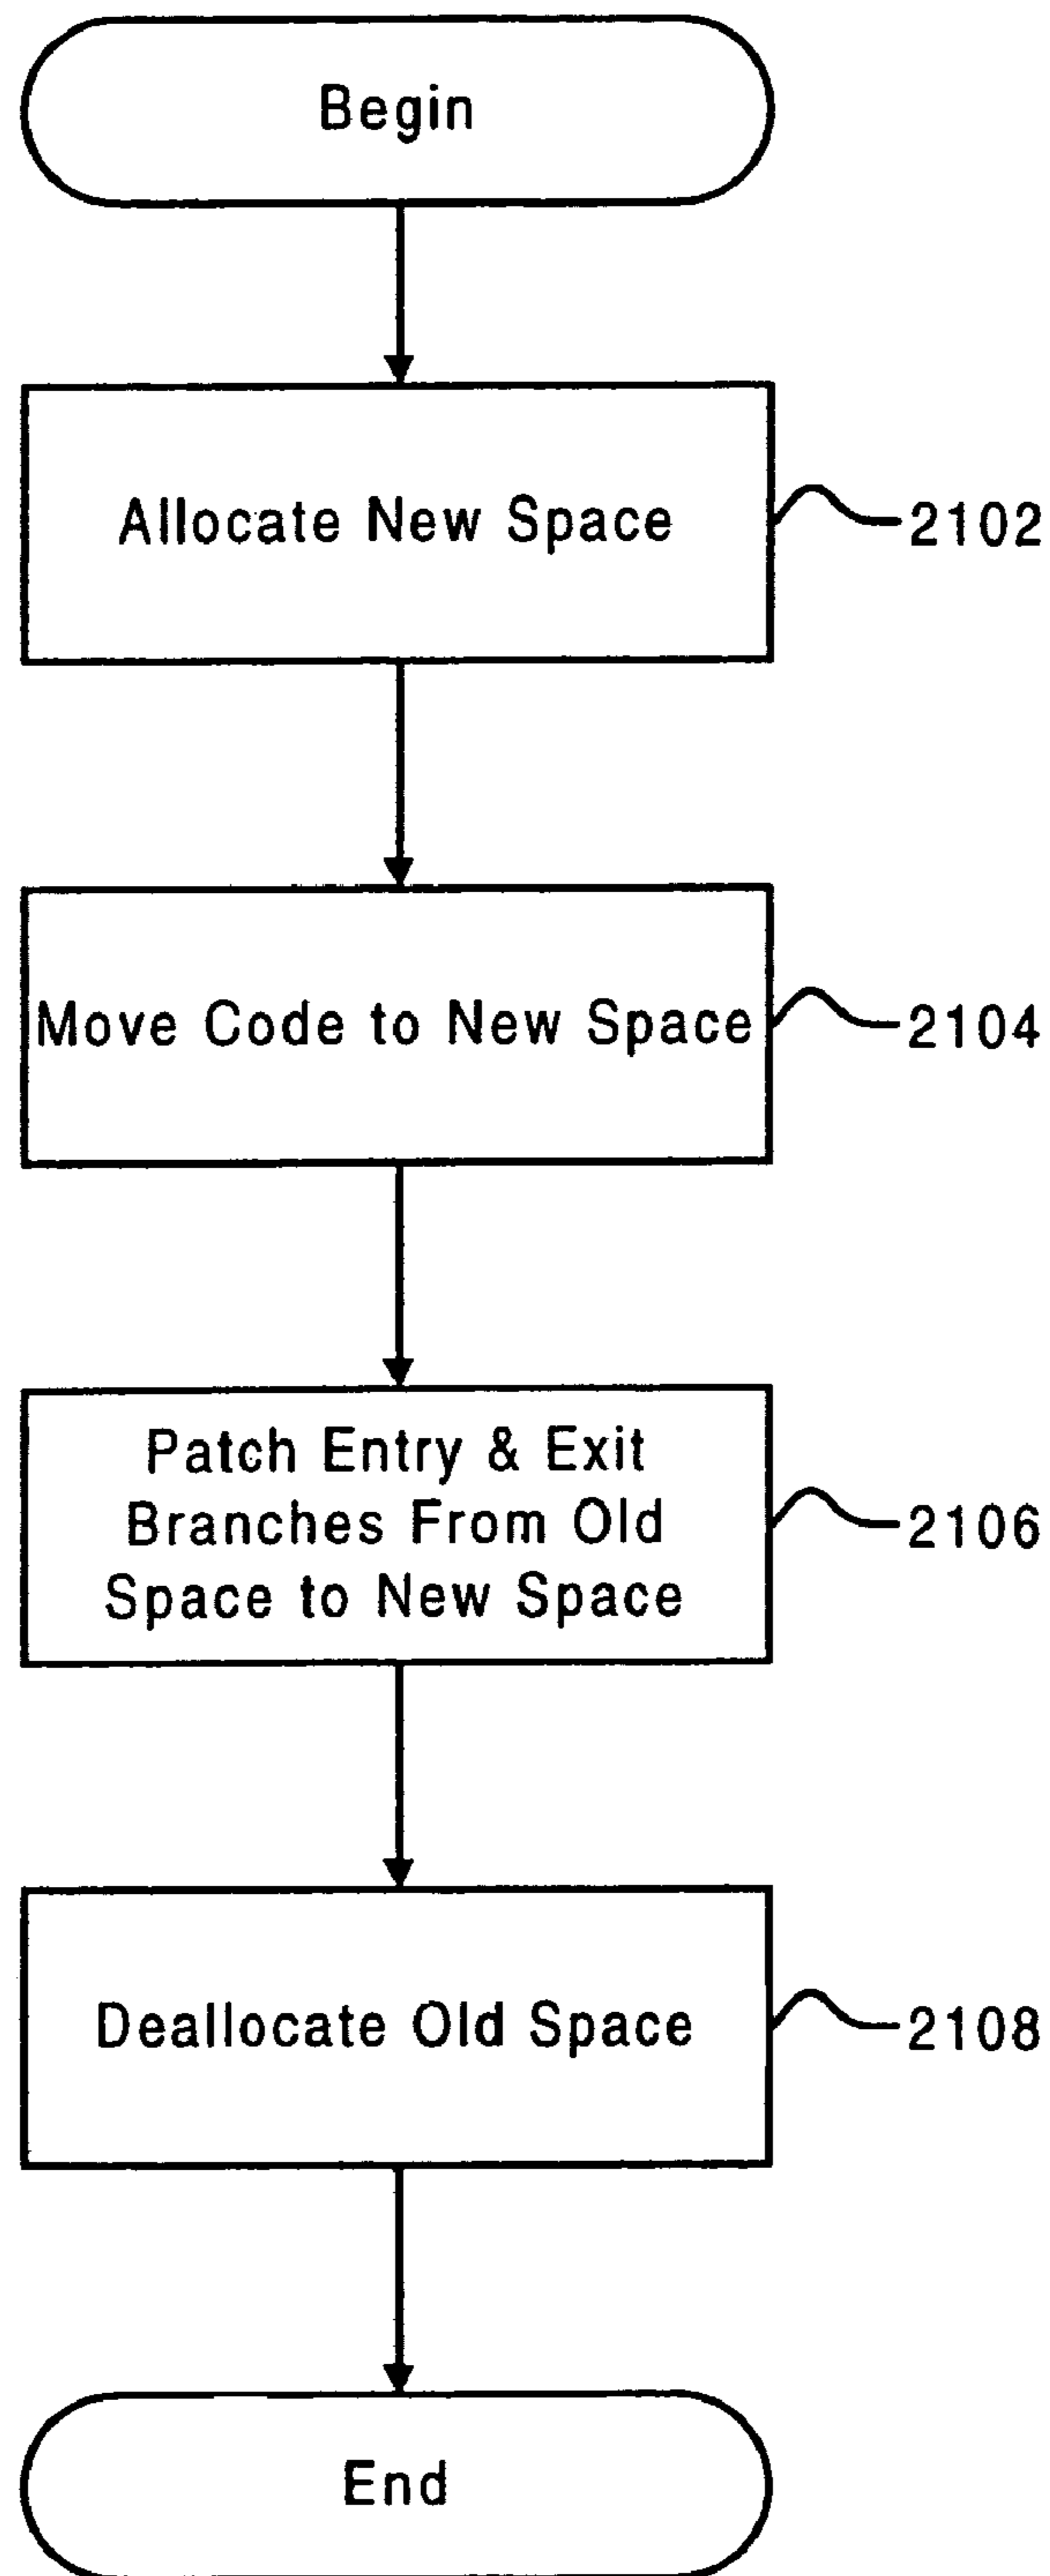 Begin
Allocate New Space
2102
Move Code to New Space
2104
Patch Entry & Exit
Branches From Old
Space to New Space
2106
Deallocate Old Space
2108
End